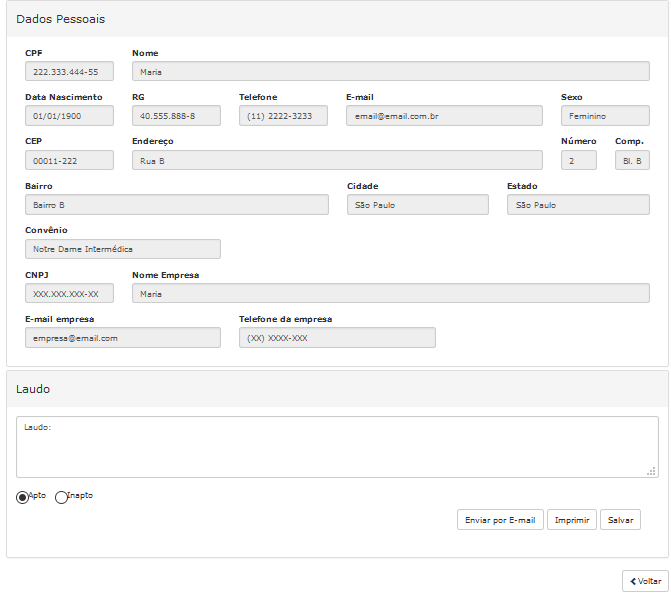 Dados Pessoais
CPF Nome
222.333.444-55 Maria
Data Nascimento RG Telefone E-mail Sexo
01/01/1900 40.555.888-8 (11) 2222-3233 email@email.com.br Feminino
CEP Endereço Número Comp.
00011-222 Rua B 2 Bl. B
Bairro Cidade Estado
Bairro B São Paulo São Paulo
Convênio
Notre Dame Intermédica
CNPJ Nome Empresa
XXX.XXX.XXX-XX Maria
E-mail empresa Telefone da empresa
empresa@email.com (XX) XXXX-XXX
Laudo
Laudo:
Apto Inapto
Enviar por E-mail Imprimir Salvar
Voltar